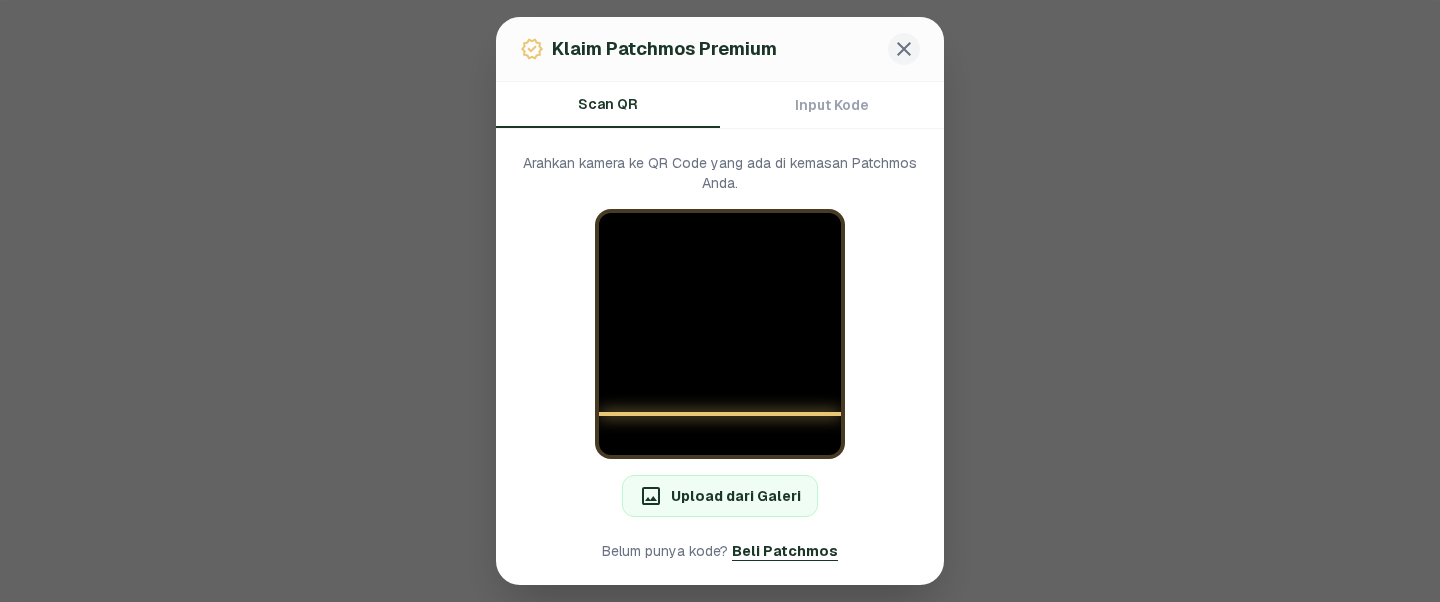 Klaim Patchmos Premium
Scan QR
Input Kode
Arahkan kamera ke QR Code yang ada di kemasan Patchmos
Anda.
Upload dari Galeri
Belum punya kode? Beli Patchmos